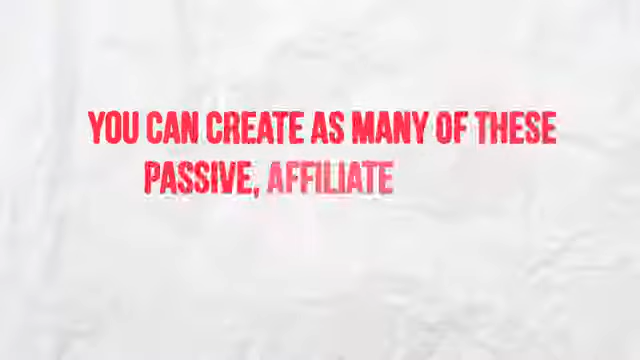 YOU CAN CREATE AS MANY OF THESE
PASSIVE, AFFILIATE